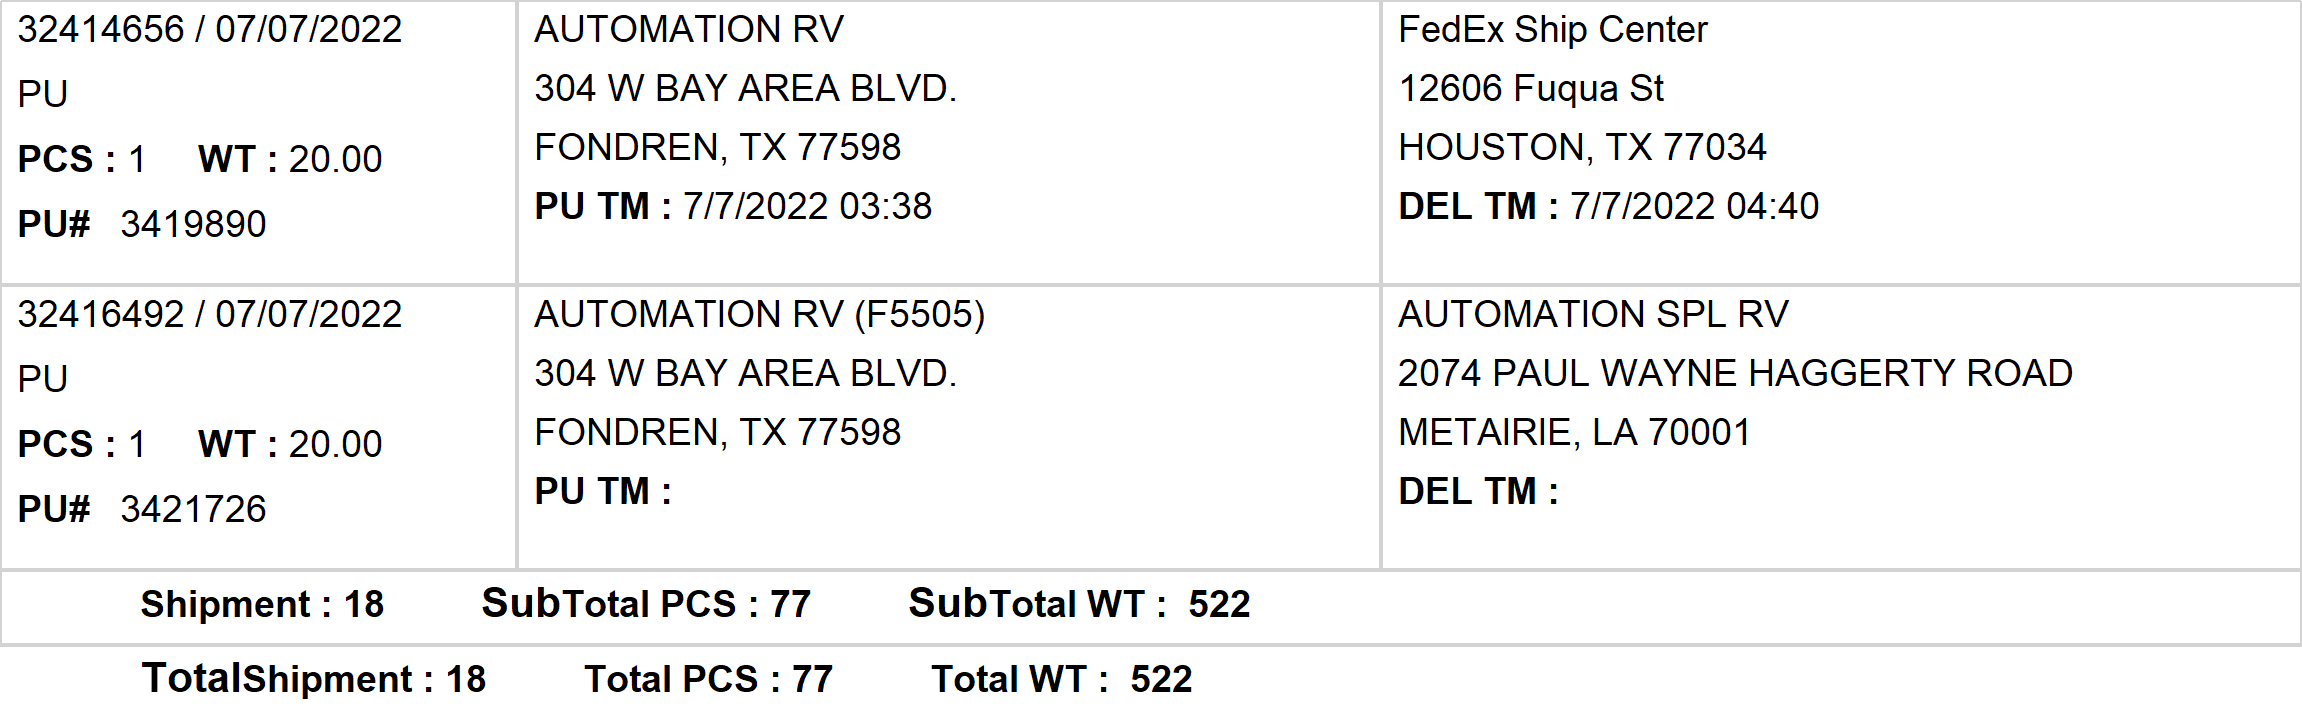 32414656 / 07/07/2022
PU
PCS : 1 WT : 20.00
PU# 3419890
AUTOMATION RV
304 W BAY AREA BLVD.
FONDREN, TX 77598
PU TM : 7/7/2022 03:38
FedEx Ship Center
12606 Fuqua St
HOUSTON, TX 77034
DEL TM : 7/7/2022 04:40
32416492 / 07/07/2022
PU
PCS : 1 WT : 20.00
PU# 3421726
AUTOMATION RV (F5505)
304 W BAY AREA BLVD.
FONDREN, TX 77598
PU TM :
AUTOMATION SPL RV
2074 PAUL WAYNE HAGGERTY ROAD
METAIRIE, LA 70001
DEL TM :
Shipment : 18 SubTotal PCS : 77 SubTotal WT : 522
TotalShipment : 18 Total PCS : 77 Total WT : 522